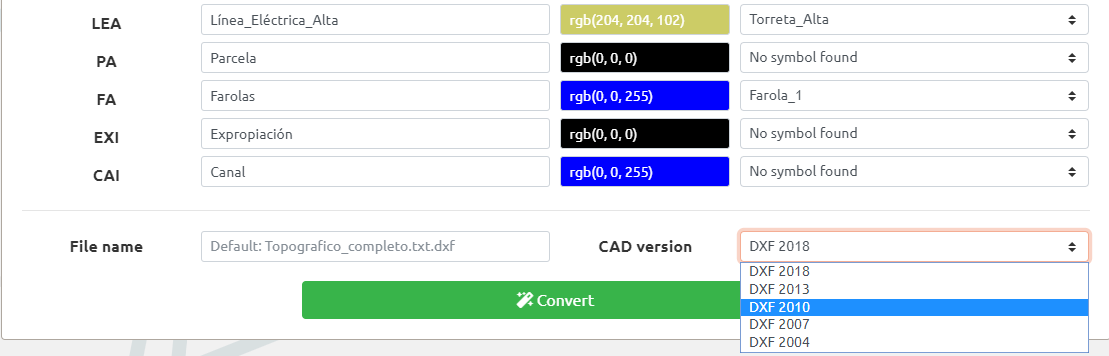 LEA Línea_Eléctrica_Alta rgb(204, 204, 102) Torreta_Alta
PA Parcela rgb(0, 0, 0) No symbol found
FA Farolas rgb(0, 0, 255) Farola_1
EXI Expropiación rgb(0, 0, 0) No symbol found
CAI Canal rgb(0, 0, 255) No symbol found
File name Default: Topografico_completo.txt.dxf CAD version DXF 2018
DXF 2018
DXF 2013
DXF 2010
DXF 2007
DXF 2004
Convert